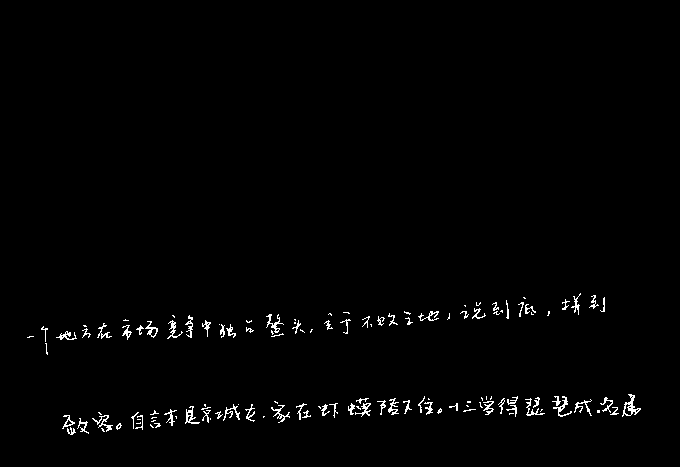 一个地方在市场竞争中独占鳌头,立于不败之地,说到底,拼到
故客。自言本是京城女.家在虾蟆陵下住。十三学得琵琶成.名属